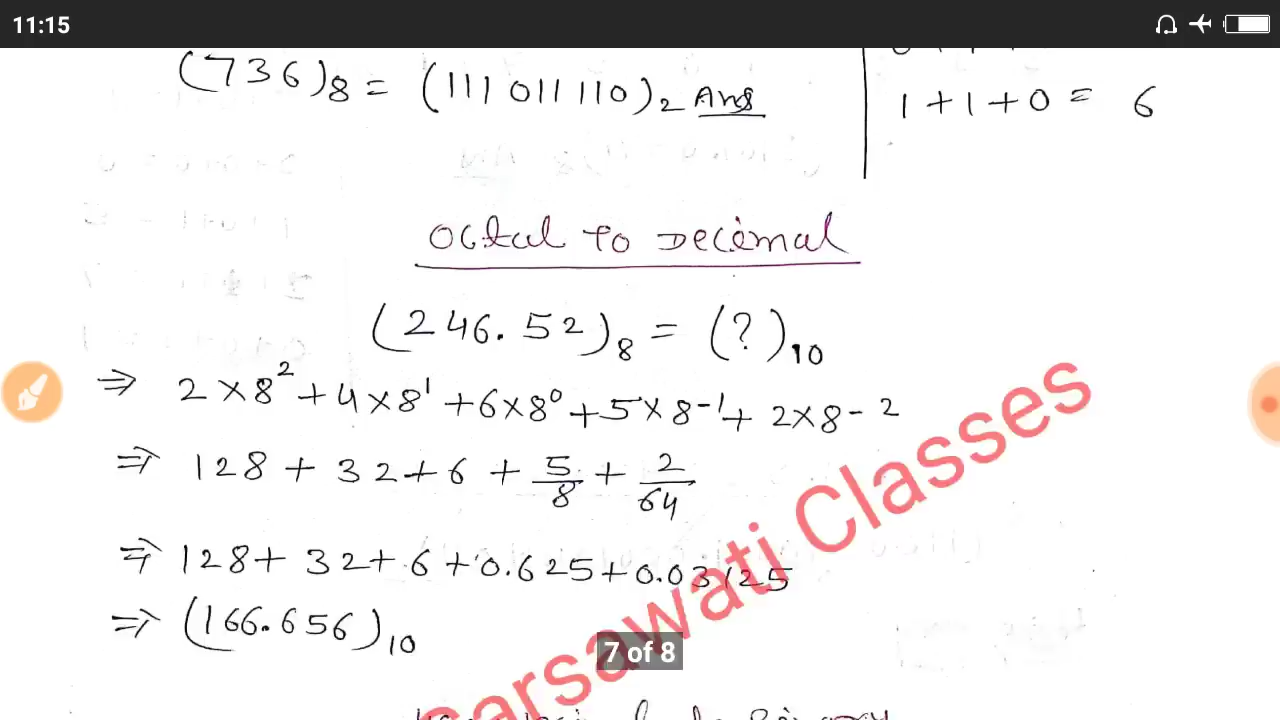 11:15
(736)₈ = (111 011 110)₂ Ans
1 + 1 + 0 = 6
Octal to Decimal
(246.52)₈ = (?)₁₀
⇒ 2 × 8² + 4 × 8¹ + 6 × 8⁰ + 5 × 8-¹ + 2 × 8 - ²
⇒ 128 + 32 + 6 + 5/8 + 2/64
⇒ 128 + 32 + 6 + 0.625 + 0.03125
⇒ (166.656)₁₀
7 of 8
Sarsawati Classes